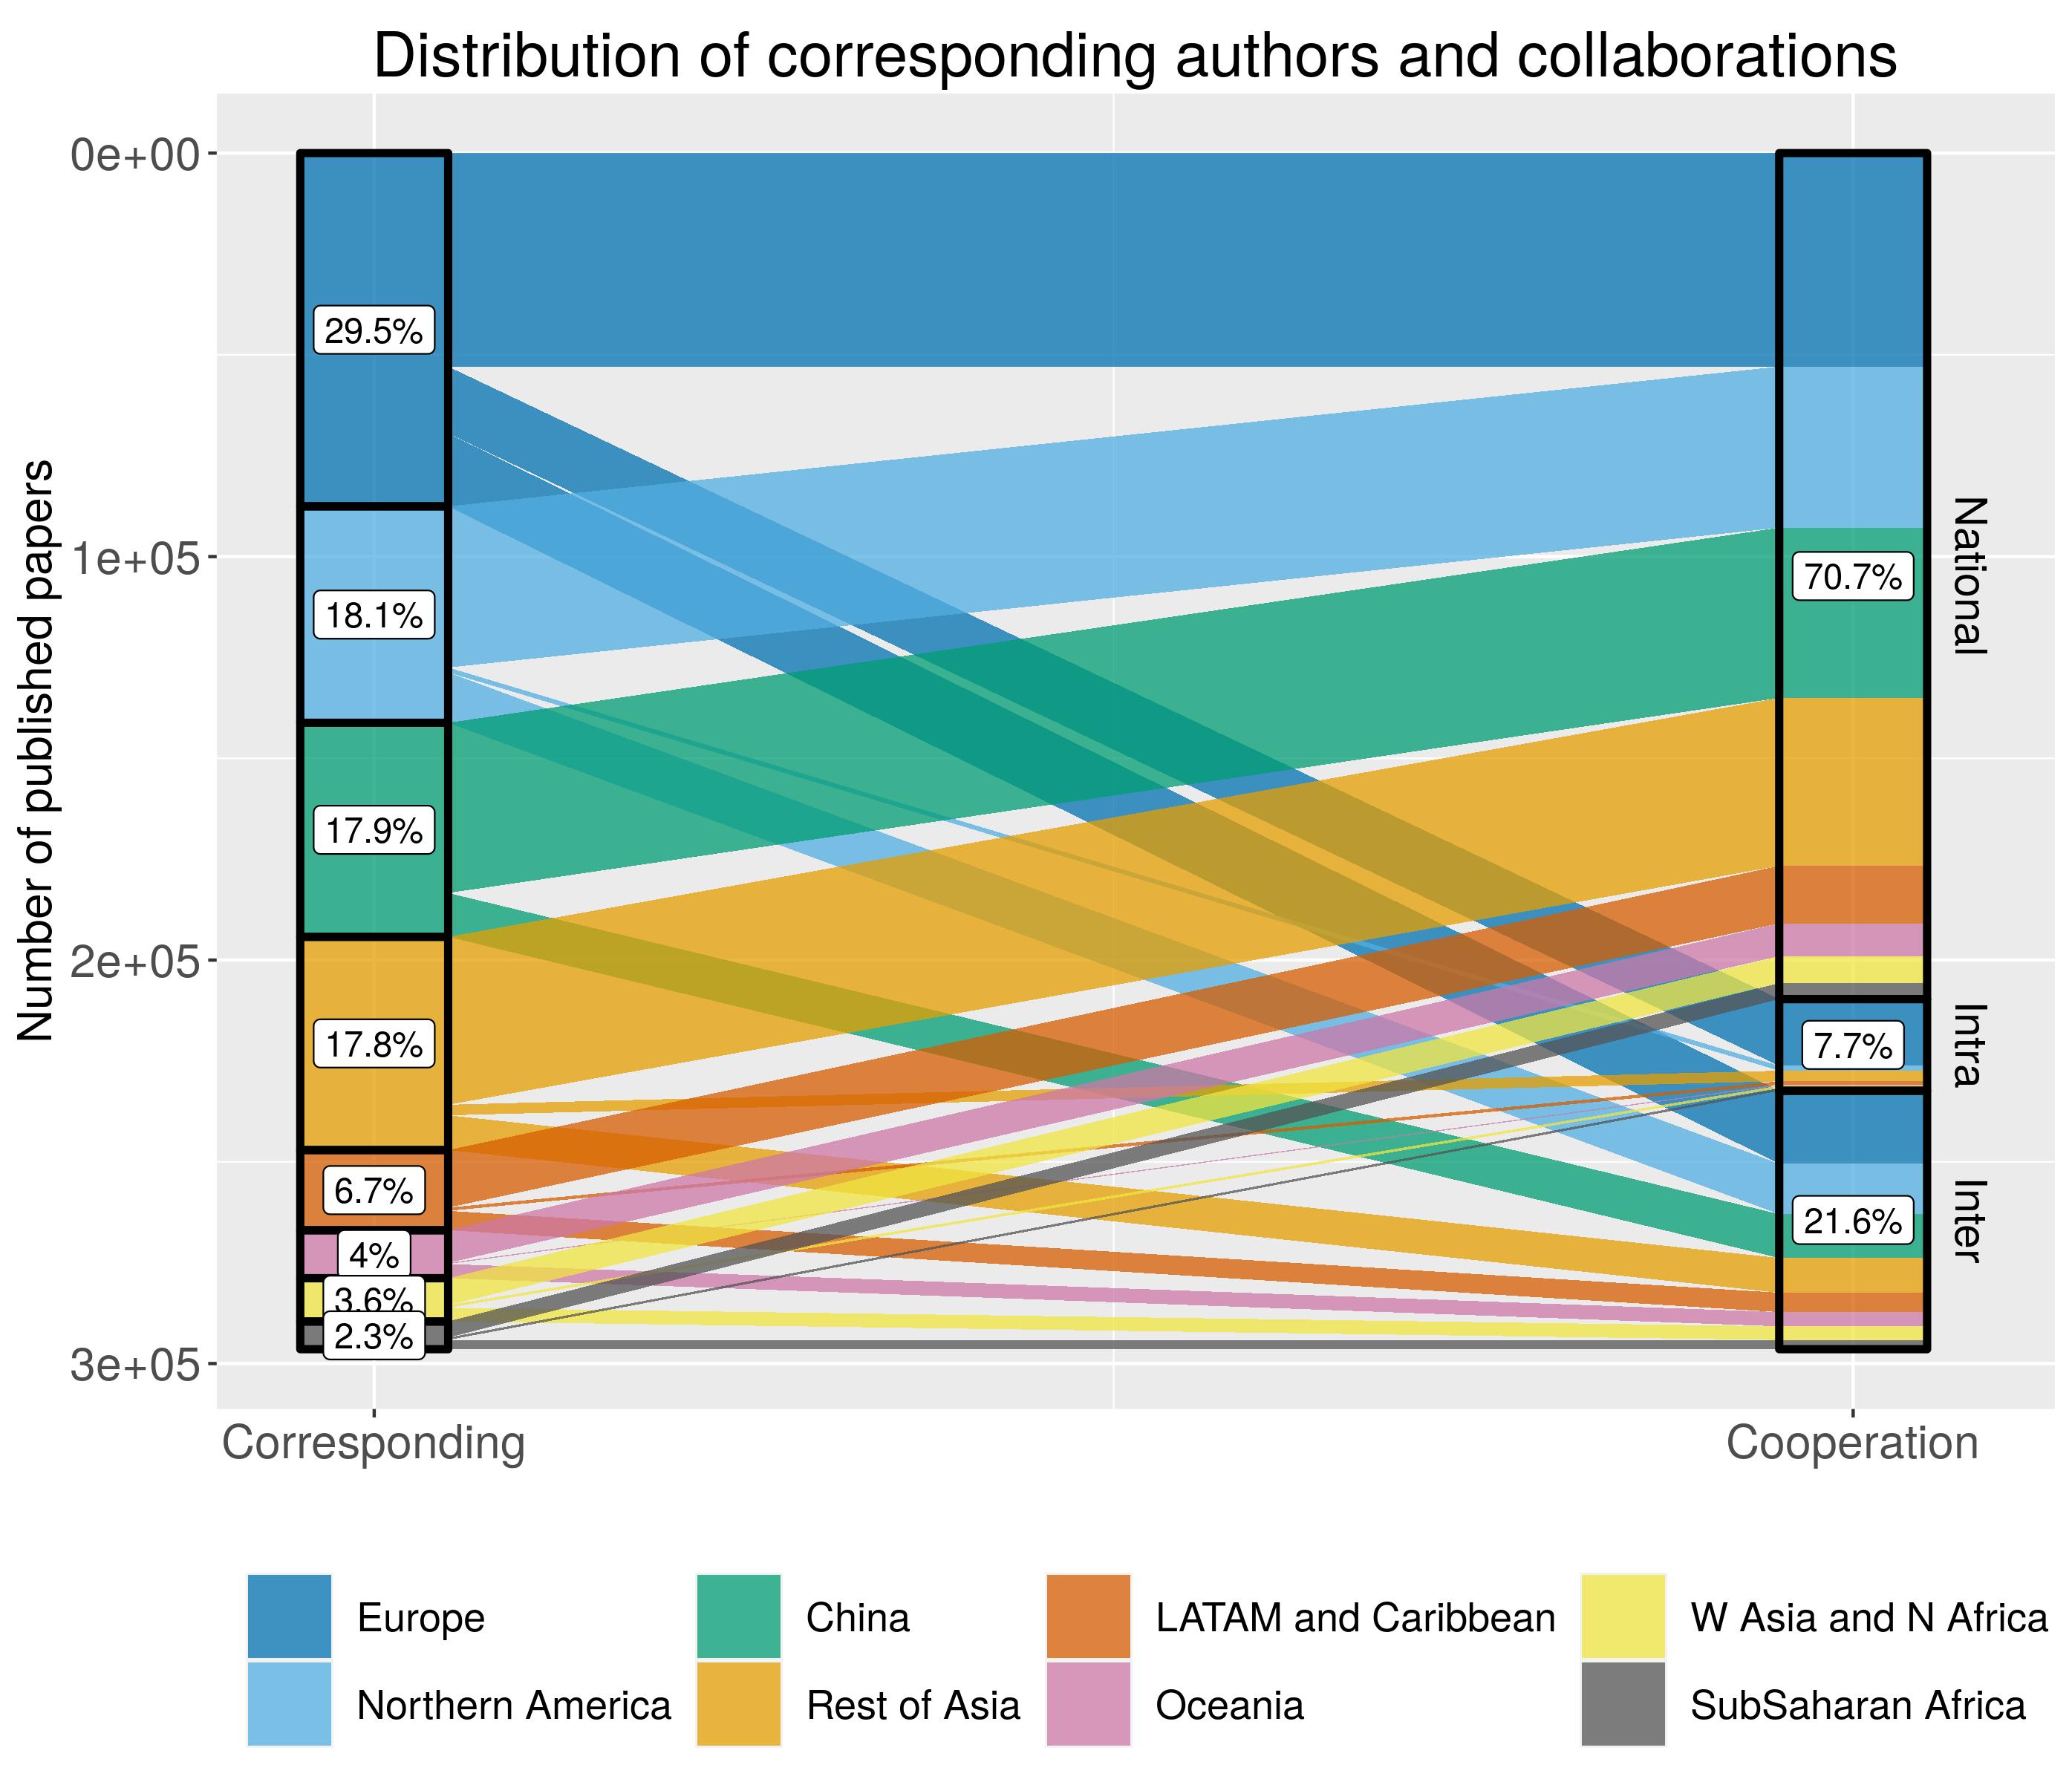 Distribution of corresponding authors and collaborations
Number of published papers
0e+00
1e+05
2e+05
3e+05
29.5%
18.1%
17.9%
17.8%
6.7%
4%
3.6%
2.3%
70.7%
7.7%
21.6%
National
Intra
Inter
Corresponding
Cooperation
Europe
China
LATAM and Caribbean
W Asia and N Africa
Northern America
Rest of Asia
Oceania
SubSaharan Africa